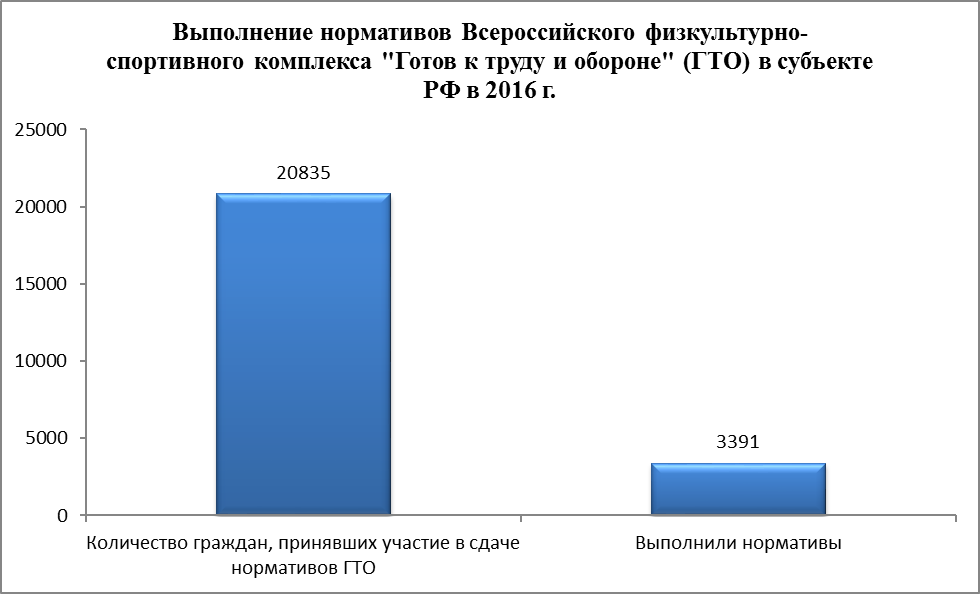 Выполнение нормативов Всероссийского физкультурно-
спортивного комплекса "Готов к труду и обороне" (ГТО) в субъекте
РФ в 2016 г.
25000
20000
15000
10000
5000
0
20835
3391
Количество граждан, принявших участие в сдаче
нормативов ГТО
Выполнили нормативы